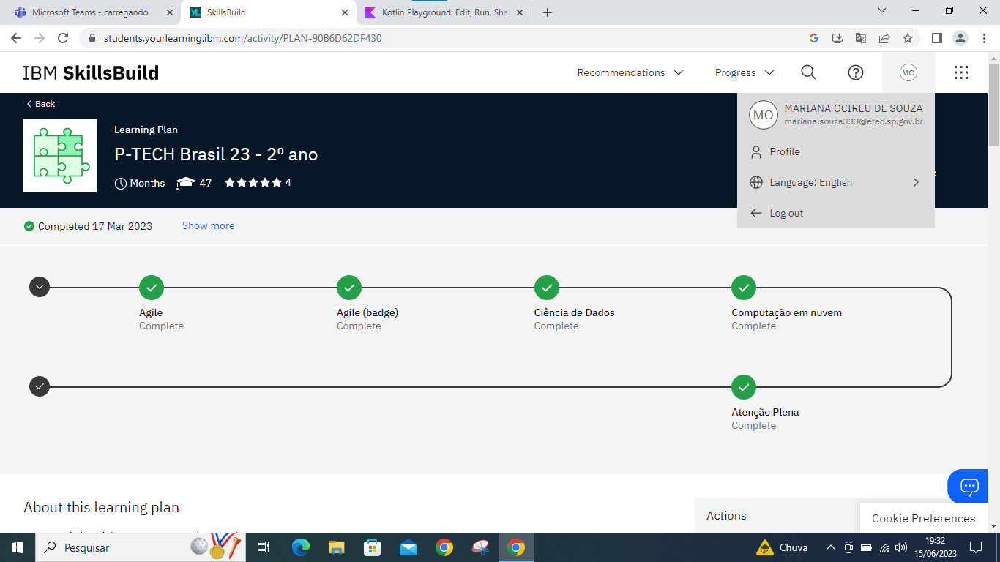 Microsoft Teams - carregando
SkillsBuild
Kotlin Playground: Edit, Run, Sha
students.yourlearning.ibm.com/activity/PLAN-90B6D62DF430
IBM SkillsBuild
Recommendations
Progress
MO
Back
MO
MARIANA OCIREU DE SOUZA
mariana.souza333@etec.sp.gov.br
Learning Plan
P-TECH Brasil 23 - 2º ano
Profile
Months
47
4
Language: English
Log out
Completed 17 Mar 2023
Show more
Agile
Complete
Agile (badge)
Complete
Ciência de Dados
Complete
Computação em nuvem
Complete
Atenção Plena
Complete
About this learning plan
Actions
Cookie Preferences
Pesquisar
Chuva
19:32
15/06/2023